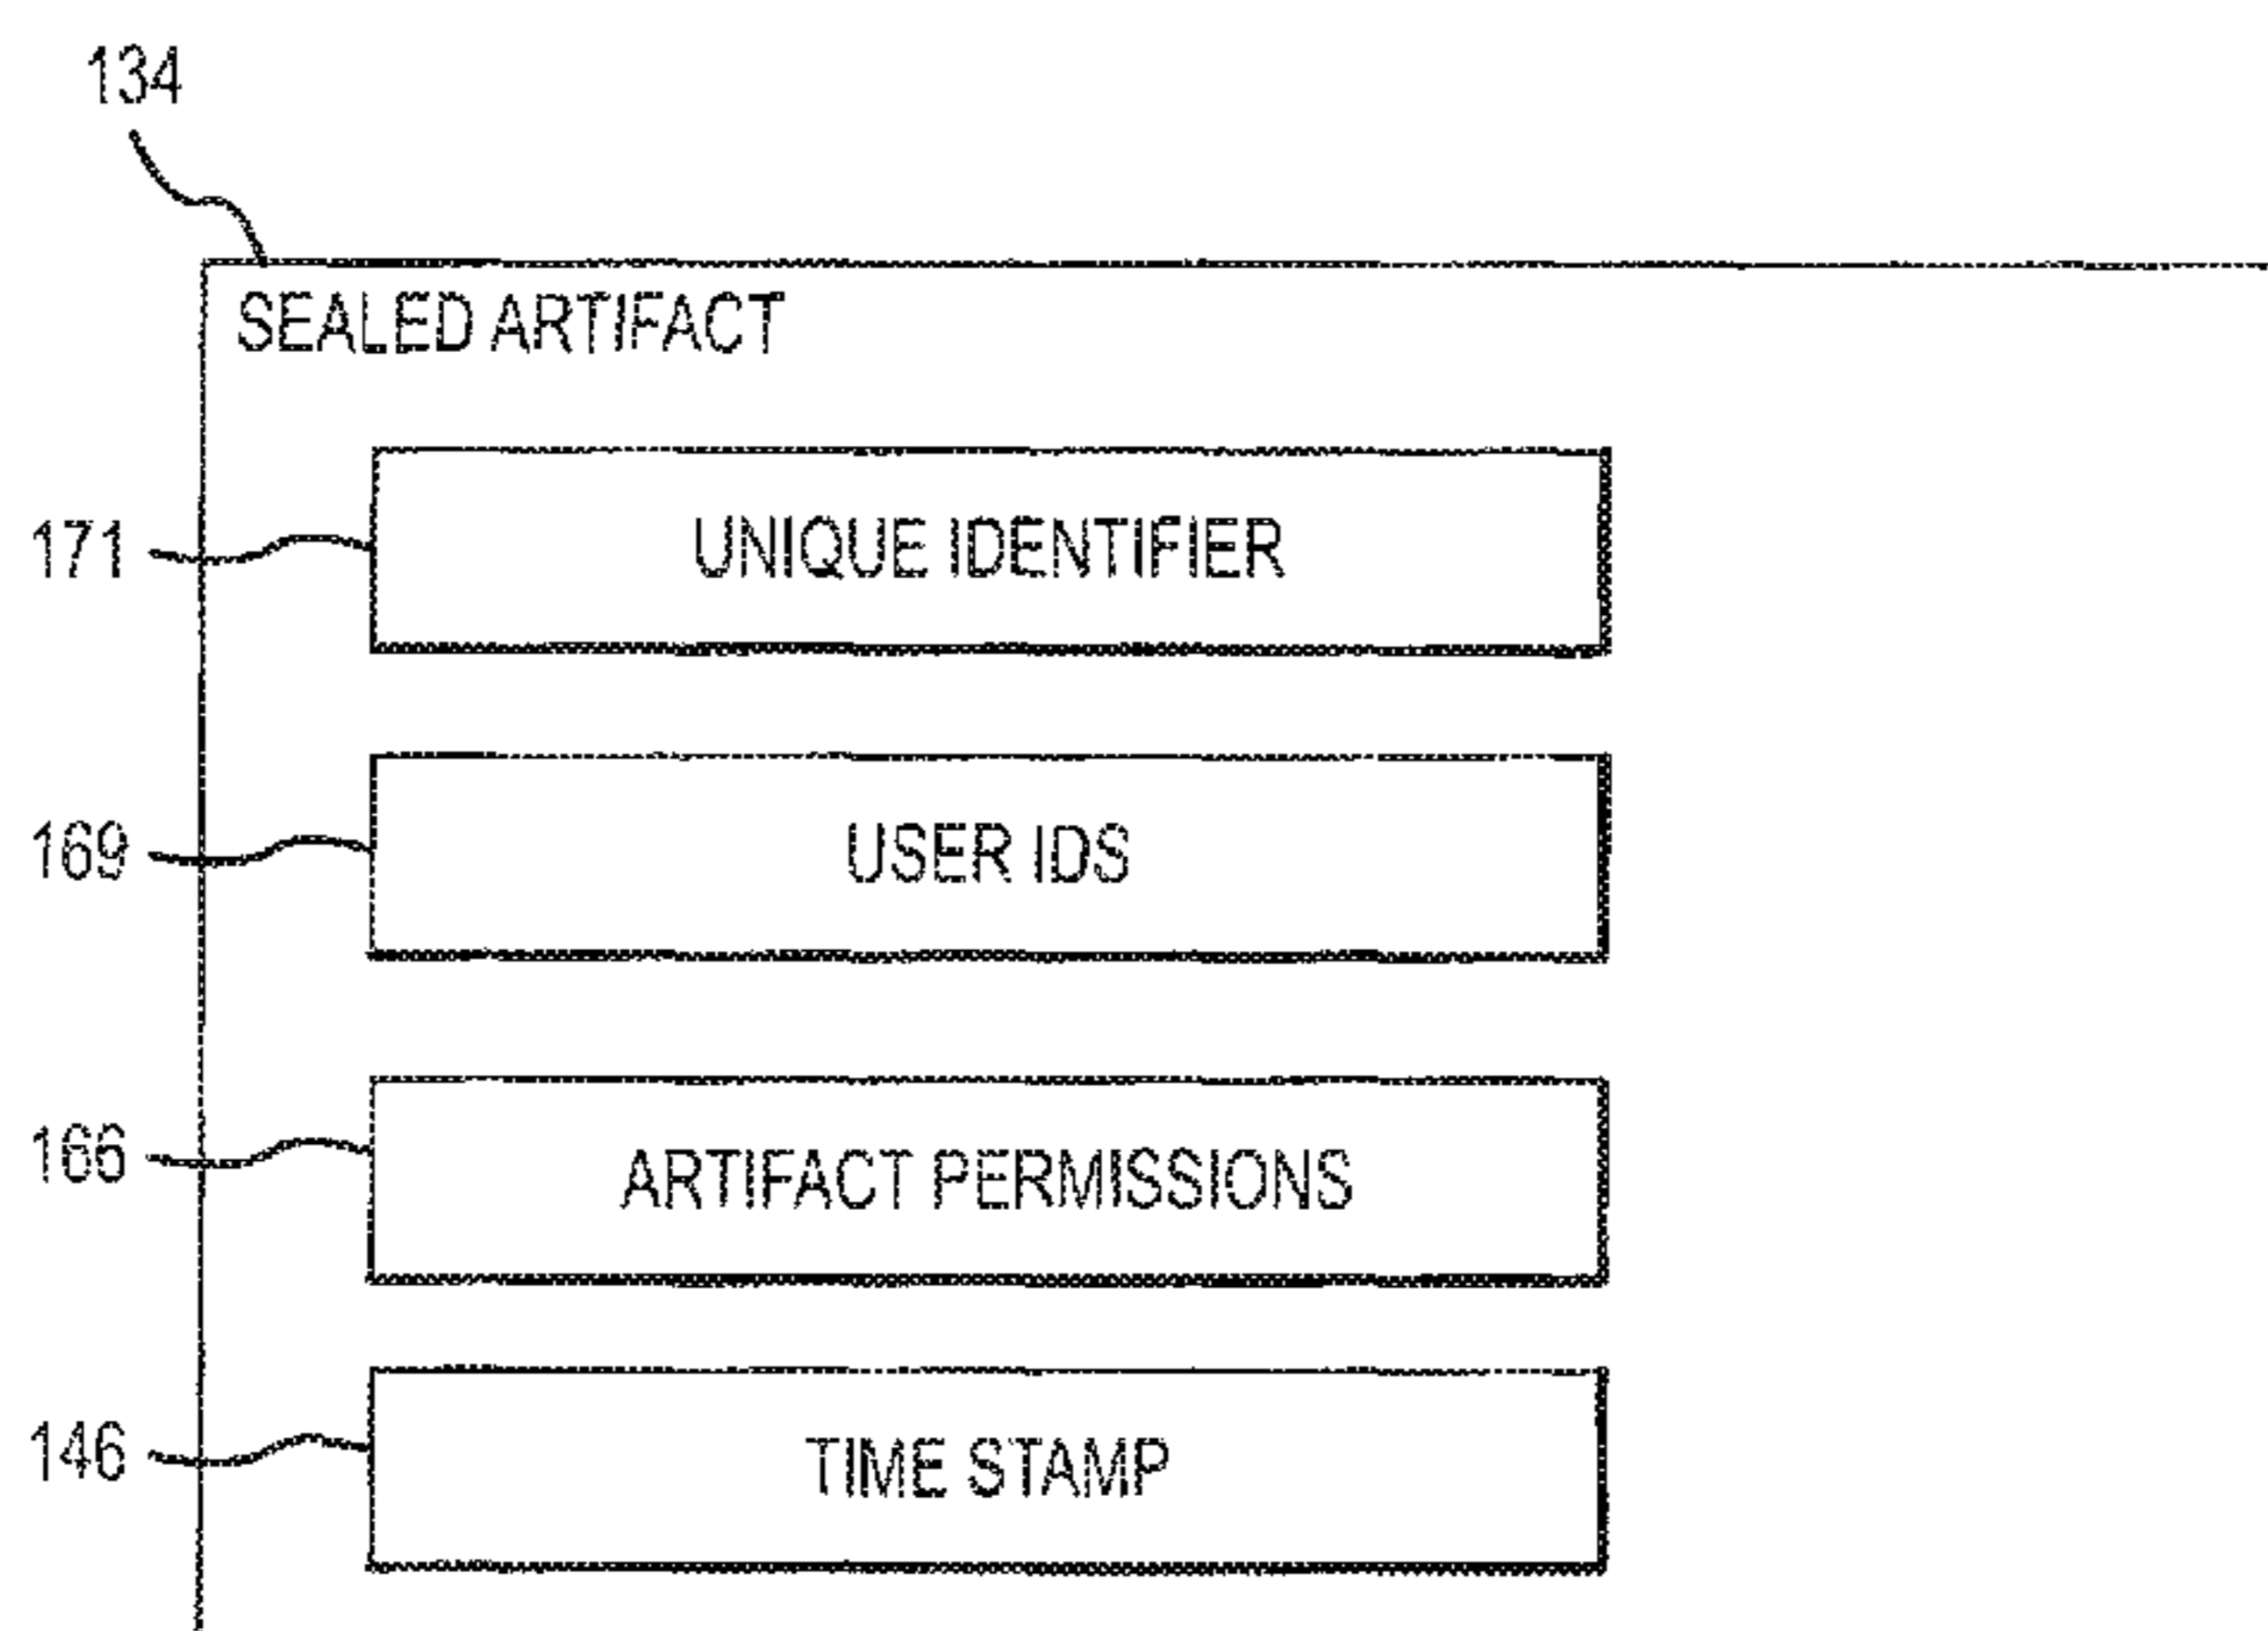 134
SEALED ARTIFACT
171
UNIQUE IDENTIFIER
169
USER IDS
166
ARTIFACT PERMISSIONS
146
TIME STAMP